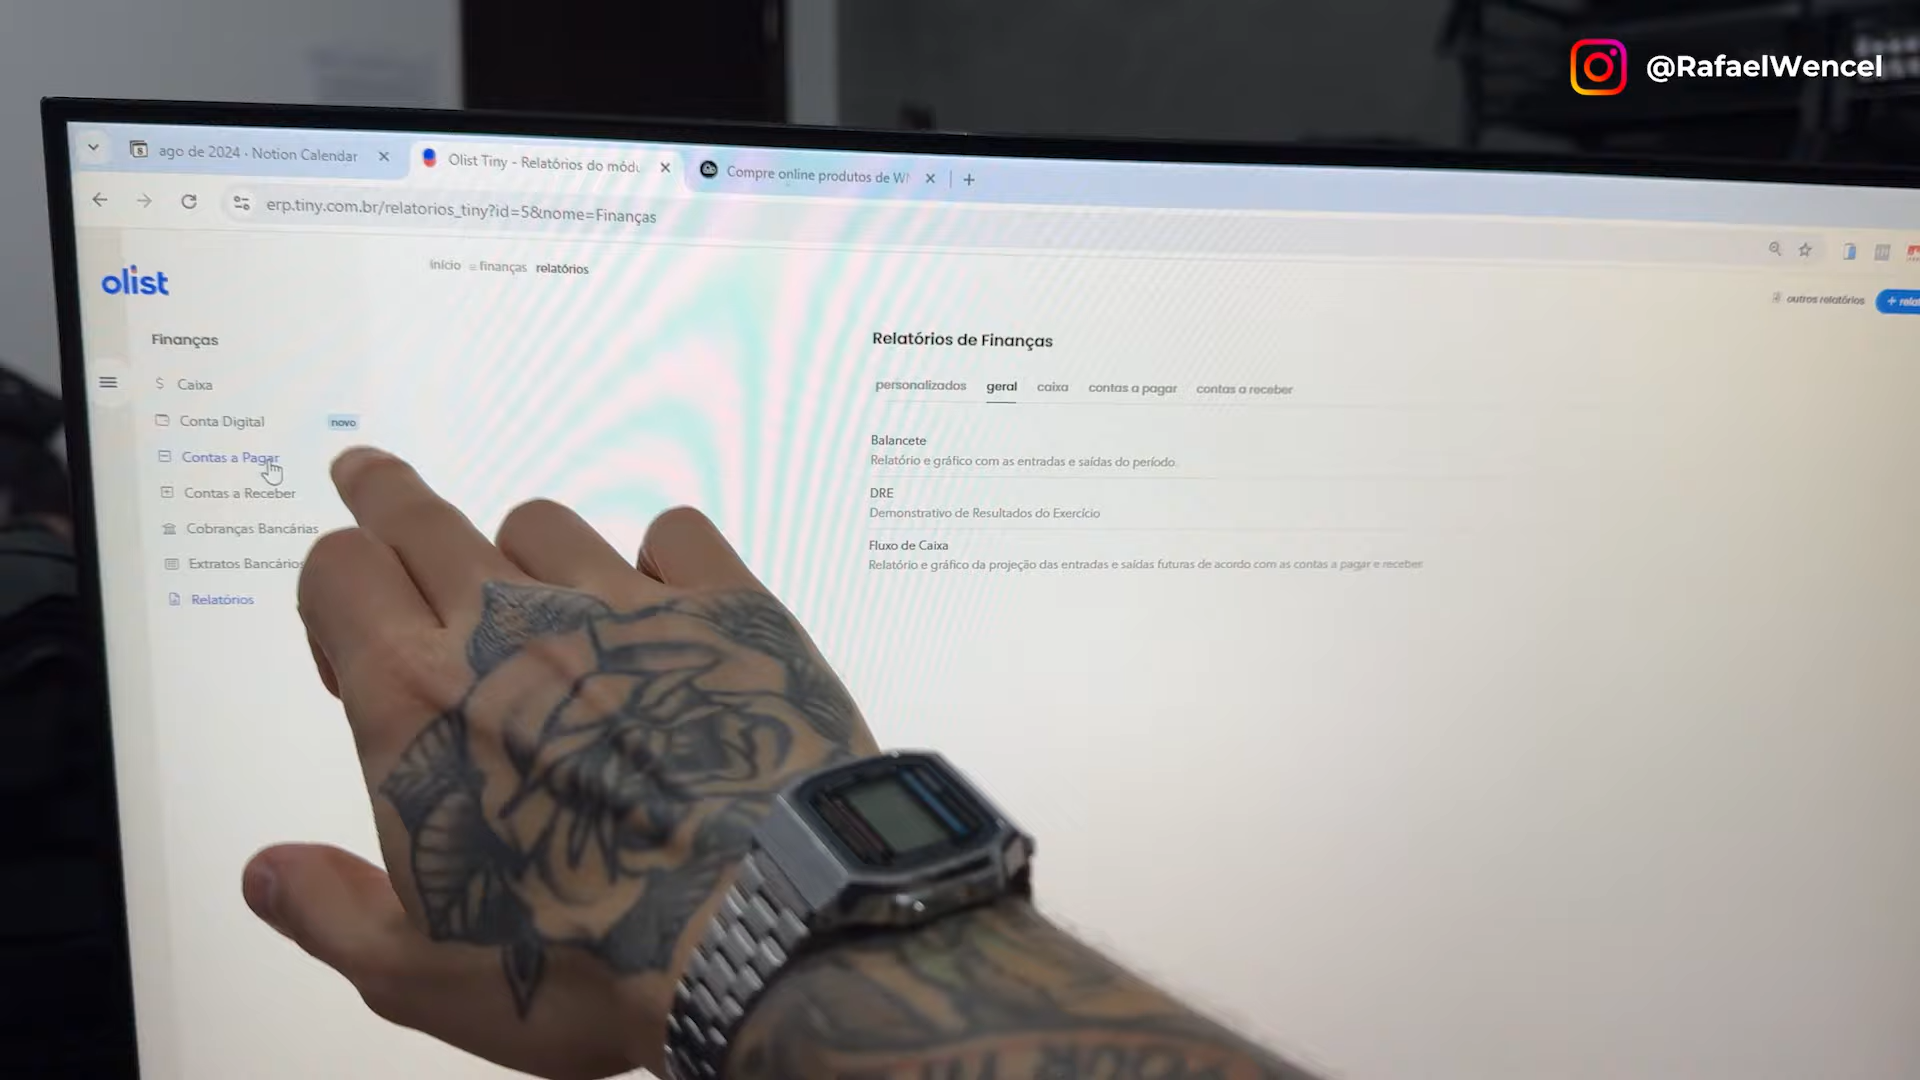 @RafaelWencel
ago de 2024 · Notion Calendar
Olist Tiny - Relatórios do módu
Compre online produtos de W
erp.tiny.com.br/relatorios_tiny?id=5&nome=Finanças
olist
início finanças relatórios
outros relatórios
+ rela
Finanças
Caixa
Conta Digital novo
Contas a Pagar
Contas a Receber
Cobranças Bancárias
Extratos Bancários
Relatórios
Relatórios de Finanças
personalizados geral caixa contas a pagar contas a receber
Balancete
Relatório e gráfico com as entradas e saídas do período.
DRE
Demonstrativo de Resultados do Exercício
Fluxo de Caixa
Relatório e gráfico da projeção das entradas e saídas futuras de acordo com as contas a pagar e receber.